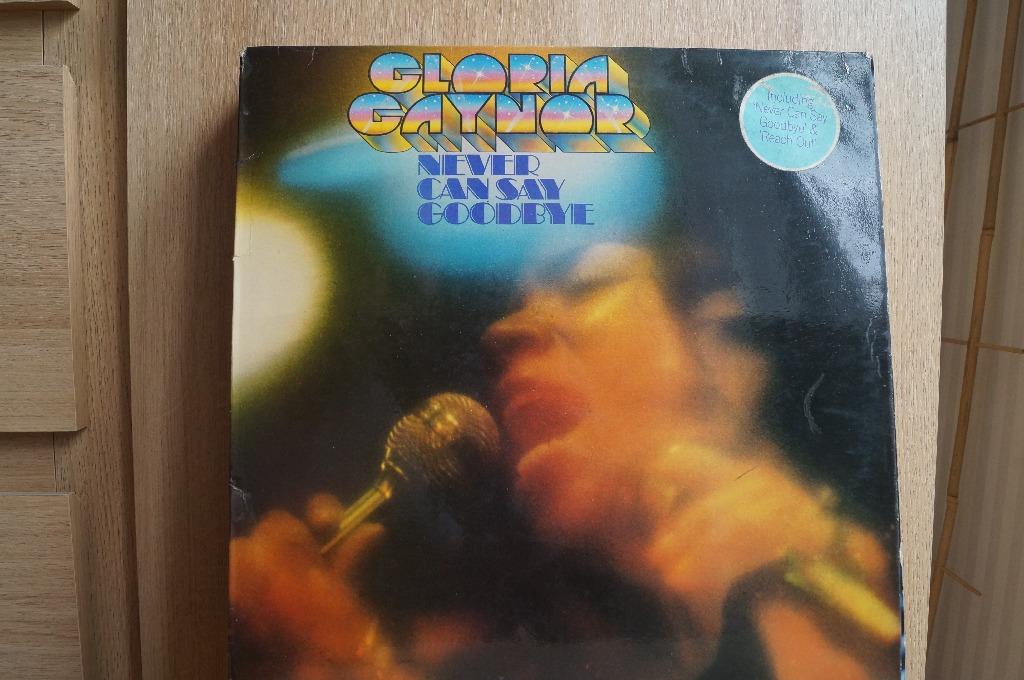 GLORIA
GAYNOR
NEVER
CAN SAY
GOODBYE
Including
'Never Can Say
Goodbye' &
'Reach Out'